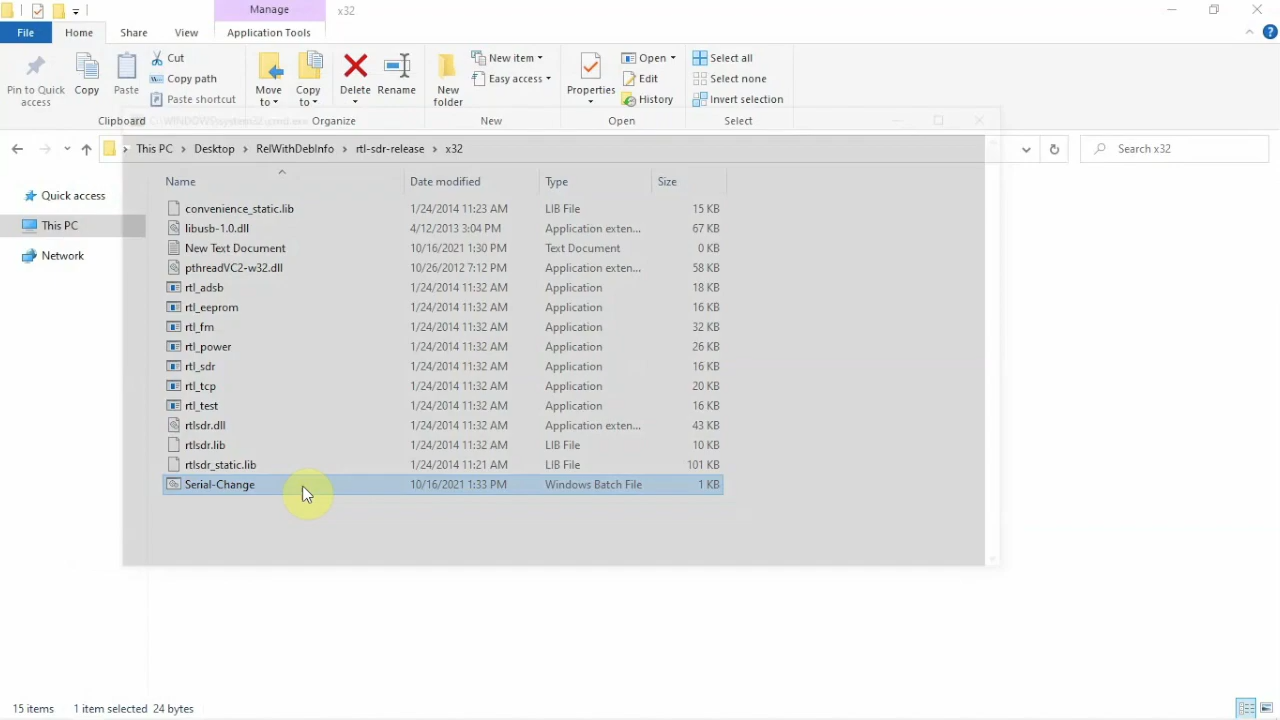 Manage
x32
File
Home
Share
View
Application Tools
Pin to Quick access
Copy
Paste
Cut
Copy path
Paste shortcut
Move to
Copy to
Delete
Rename
New folder
New item
Easy access
Properties
Open
Edit
History
Select all
Select none
Invert selection
Clipboard
Organize
New
Open
Select
C:\WINDOWS\system32\cmd.exe
This PC > Desktop > RelWithDebInfo > rtl-sdr-release > x32
Search x32
Quick access
This PC
Network
Name Date modified Type Size
convenience_static.lib 1/24/2014 11:23 AM LIB File 15 KB
libusb-1.0.dll 4/12/2013 3:04 PM Application exten... 67 KB
New Text Document 10/16/2021 1:30 PM Text Document 0 KB
pthreadVC2-w32.dll 10/26/2012 7:12 PM Application exten... 58 KB
rtl_adsb 1/24/2014 11:32 AM Application 18 KB
rtl_eeprom 1/24/2014 11:32 AM Application 16 KB
rtl_fm 1/24/2014 11:32 AM Application 32 KB
rtl_power 1/24/2014 11:32 AM Application 26 KB
rtl_sdr 1/24/2014 11:32 AM Application 16 KB
rtl_tcp 1/24/2014 11:32 AM Application 20 KB
rtl_test 1/24/2014 11:32 AM Application 16 KB
rtlsdr.dll 1/24/2014 11:32 AM Application exten... 43 KB
rtlsdr.lib 1/24/2014 11:32 AM LIB File 10 KB
rtlsdr_static.lib 1/24/2014 11:21 AM LIB File 101 KB
Serial-Change 10/16/2021 1:33 PM Windows Batch File 1 KB
15 items 1 item selected 24 bytes